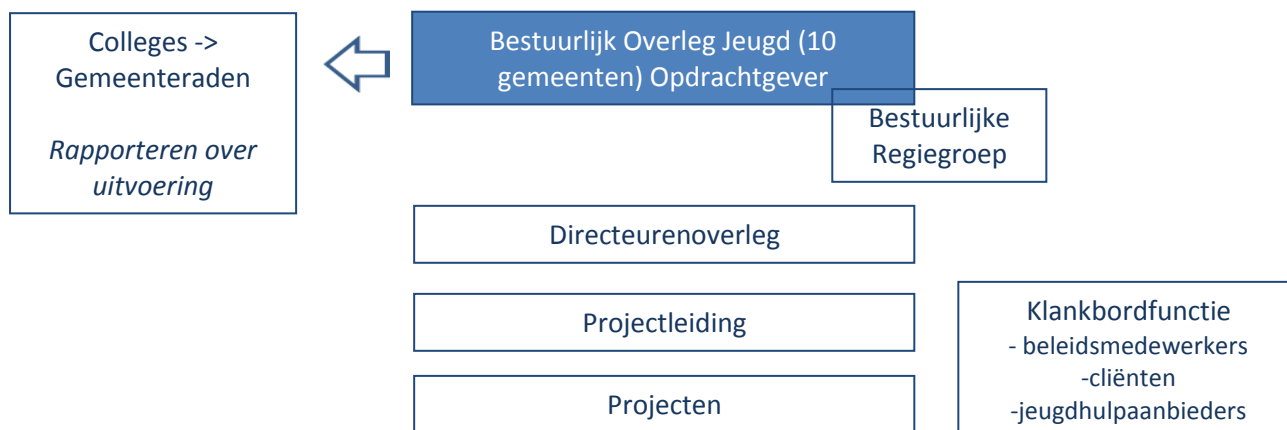 Colleges ->
Gemeenteraden
Rapporteren over
uitvoering
Bestuurlijk Overleg Jeugd (10
gemeenten) Opdrachtgever
Bestuurlijke
Regiegroep
Directeurenoverleg
Projectleiding
Projecten
Klankbordfunctie
- beleidsmedewerkers
-cliënten
-jeugdhulpaanbieders